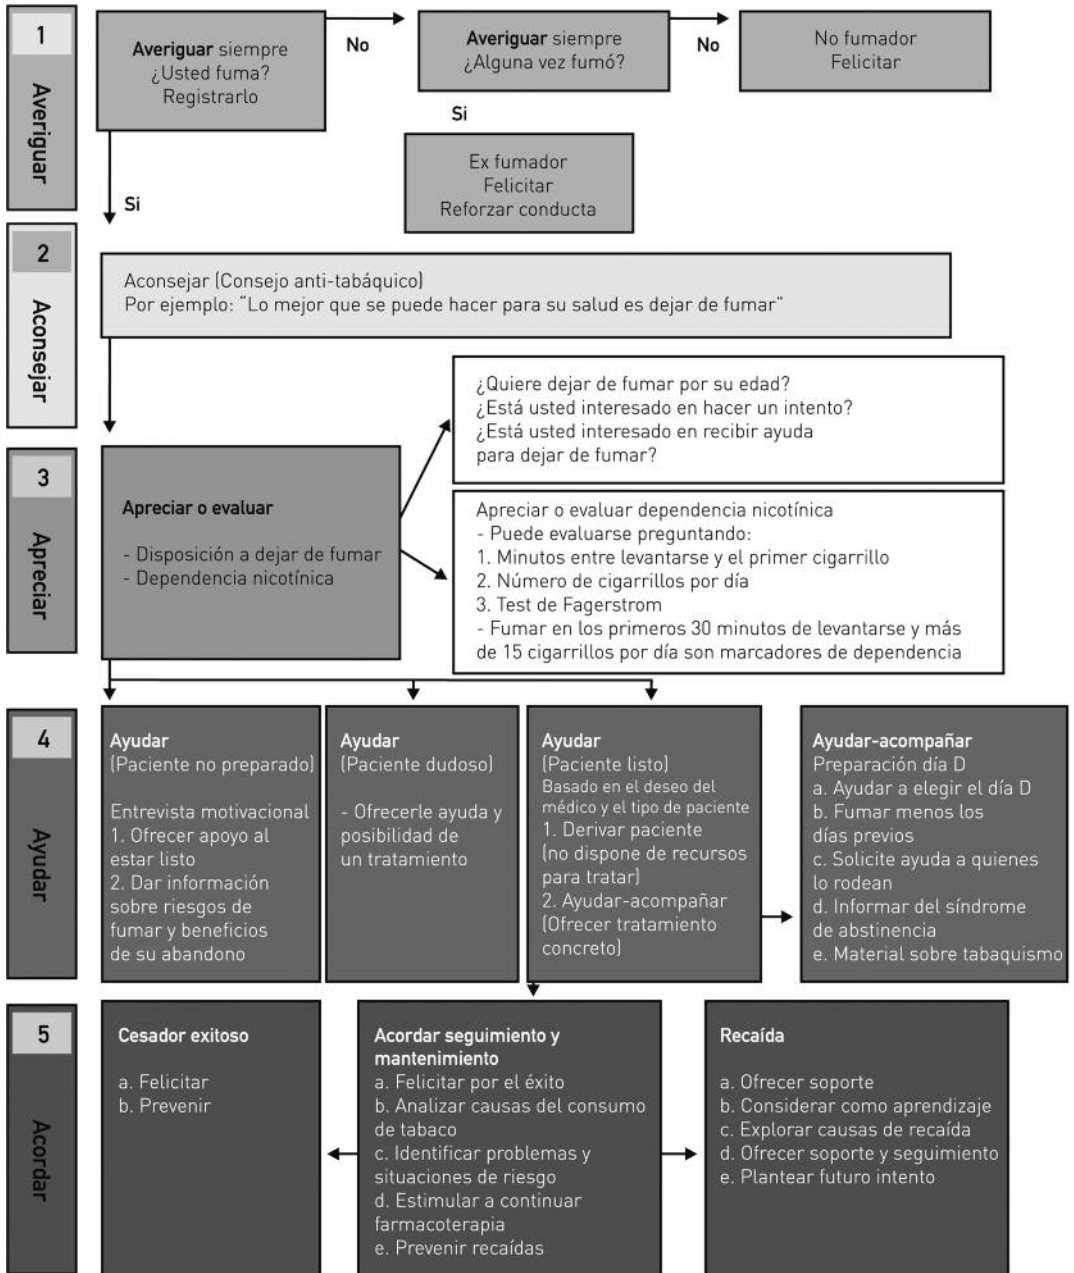 1
Averiguar
Averiguar siempre
¿Usted fuma?
Registrarlo
No
Averiguar siempre
¿Alguna vez fumó?
No
No fumador
Felicitar
Si
Ex fumador
Felicitar
Reforzar conducta
Si
2
Aconsejar
Aconsejar (Consejo anti-tabáquico)
Por ejemplo: “Lo mejor que se puede hacer para su salud es dejar de fumar”
3
Apreciar
Apreciar o evaluar
- Disposición a dejar de fumar
- Dependencia nicotínica
¿Quiere dejar de fumar por su edad?
¿Está usted interesado en hacer un intento?
¿Está usted interesado en recibir ayuda
para dejar de fumar?
Apreciar o evaluar dependencia nicotínica
- Puede evaluarse preguntando:
1. Minutos entre levantarse y el primer cigarrillo
2. Número de cigarrillos por día
3. Test de Fagerstrom
- Fumar en los primeros 30 minutos de levantarse y más
de 15 cigarrillos por día son marcadores de dependencia
4
Ayudar
Ayudar
(Paciente no preparado)
Entrevista motivacional
1. Ofrecer apoyo al
estar listo
2. Dar información
sobre riesgos de
fumar y beneficios
de su abandono
Ayudar
(Paciente dudoso)
- Ofrecerle ayuda y
posibilidad de
un tratamiento
Ayudar
(Paciente listo)
Basado en el deseo del
médico y el tipo de paciente
1. Derivar paciente
(no dispone de recursos
para tratar)
2. Ayudar-acompañar
(Ofrecer tratamiento
concreto)
Ayudar-acompañar
Preparación día D
a. Ayudar a elegir el día D
b. Fumar menos los
días previos
c. Solicite ayuda a quienes
lo rodean
d. Informar del síndrome
de abstinencia
e. Material sobre tabaquismo
5
Acordar
Cesador exitoso
a. Felicitar
b. Prevenir
Acordar seguimiento y
mantenimiento
a. Felicitar por el éxito
b. Analizar causas del consumo
de tabaco
c. Identificar problemas y
situaciones de riesgo
d. Estimular a continuar
farmacoterapia
e. Prevenir recaídas
Recaída
a. Ofrecer soporte
b. Considerar como aprendizaje
c. Explorar causas de recaída
d. Ofrecer soporte y seguimiento
e. Plantear futuro intento